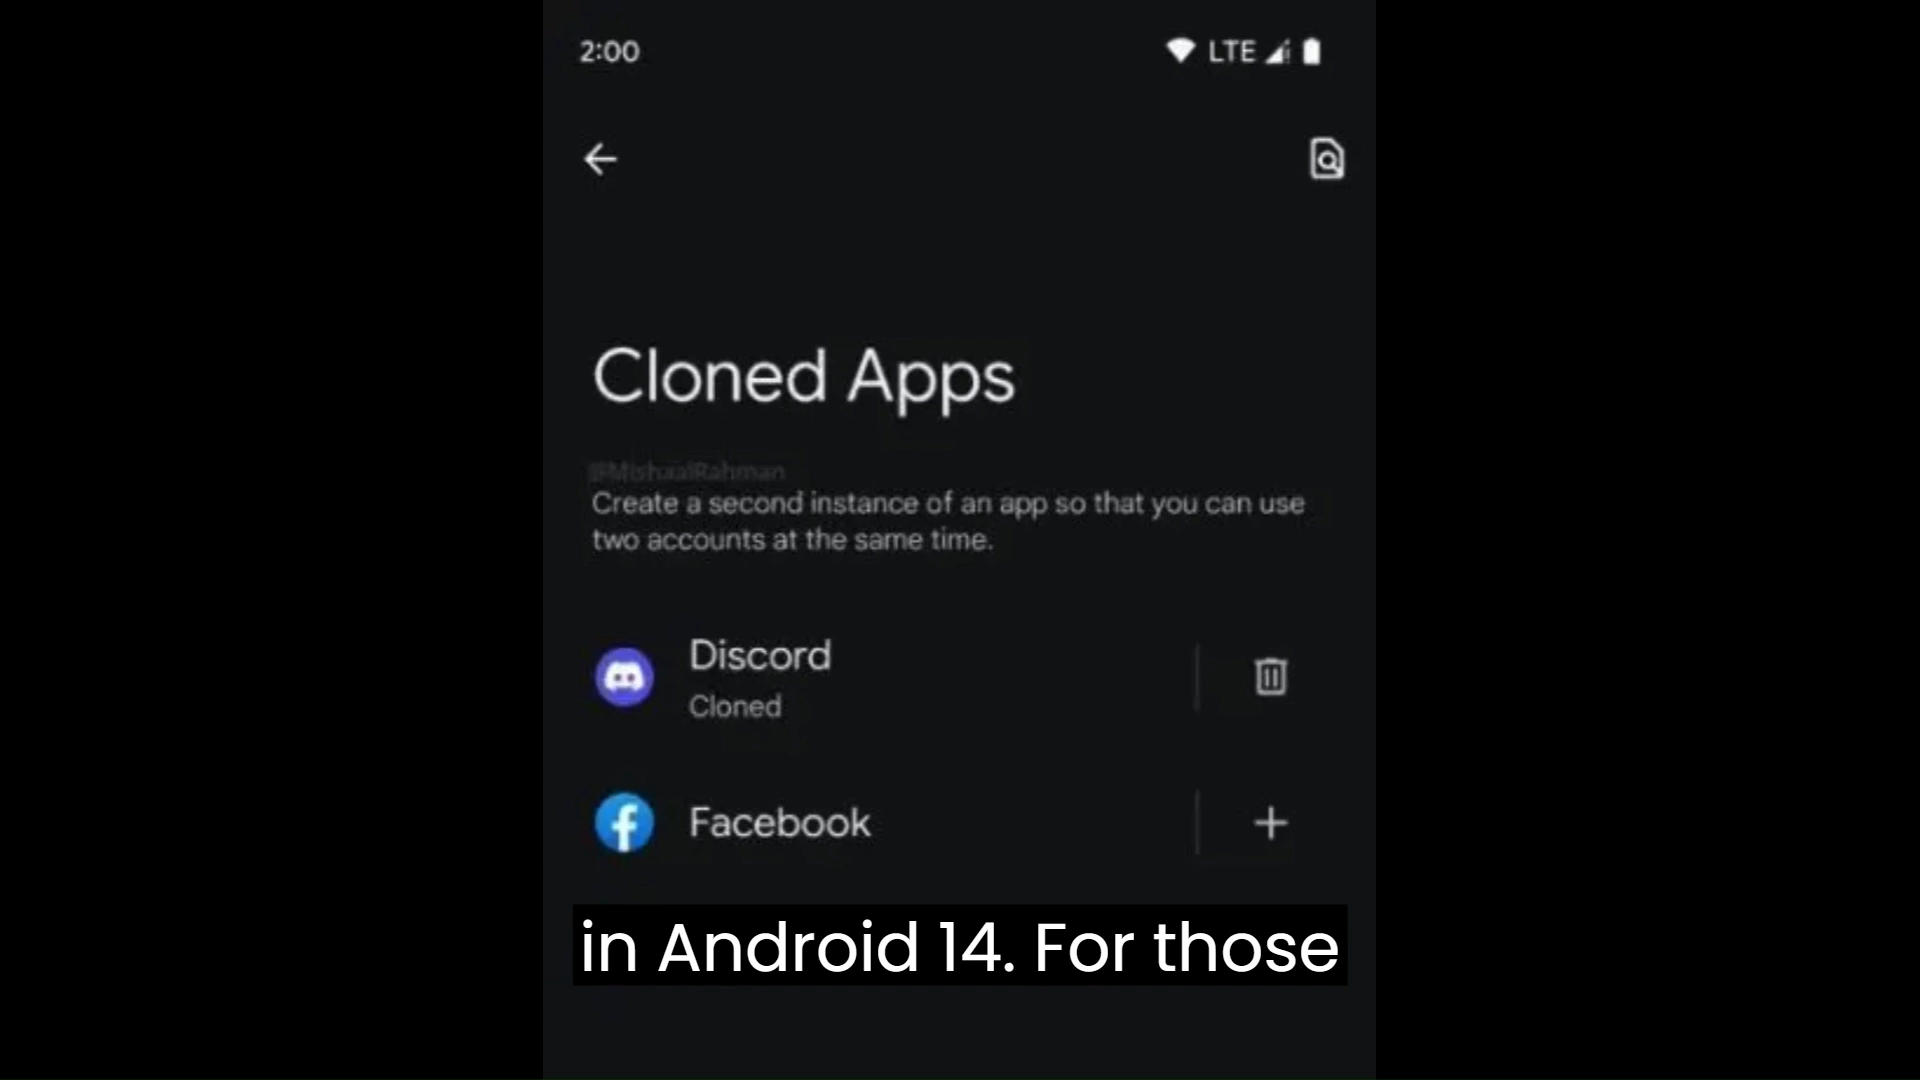 2:00 LTE
Cloned Apps
@MishaalRahman
Create a second instance of an app so that you can use
two accounts at the same time.
Discord
Cloned
Facebook
in Android 14. For those